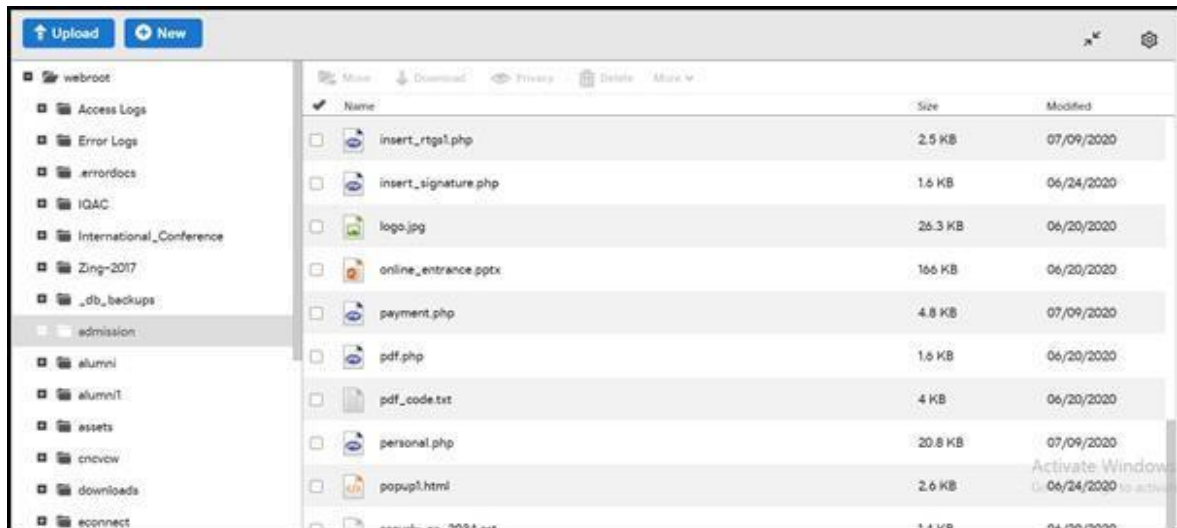 Upload New
webroot
Access Logs
Error Logs
.errordocs
IQAC
International_Conference
Zing-2017
_db_backups
admission
alumni
alumni1
assets
cnevcw
downloads
econnect
Move Download Privacy Delete More
Name Size Modified
insert_rtgs1.php 2.5 KB 07/09/2020
insert_signature.php 1.6 KB 06/24/2020
logo.jpg 26.3 KB 06/20/2020
online_entrance.pptx 166 KB 06/20/2020
payment.php 4.8 KB 07/09/2020
pdf.php 1.6 KB 06/20/2020
pdf_code.txt 4 KB 06/20/2020
personal.php 20.8 KB 07/09/2020
Activate Windows
popup1.html 2.6 KB 06/24/2020